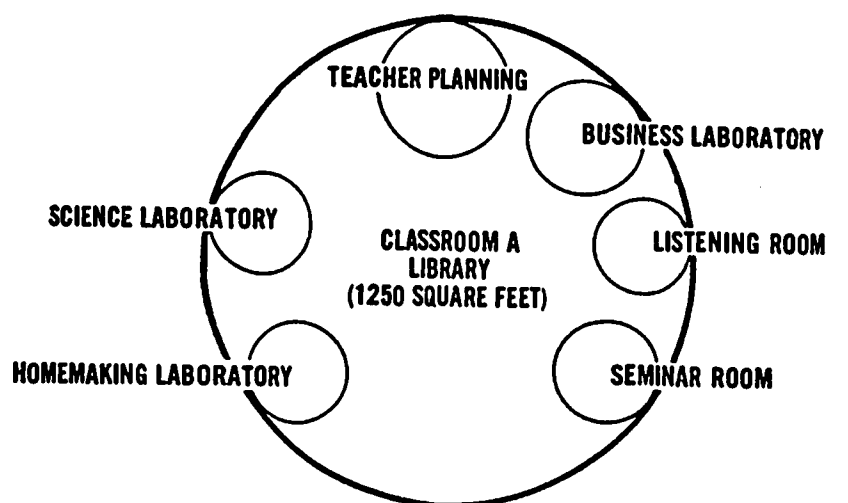 TEACHER PLANNING
BUSINESS LABORATORY
SCIENCE LABORATORY
CLASSROOM A
LIBRARY
(1250 SQUARE FEET)
LISTENING ROOM
HOMEMAKING LABORATORY
SEMINAR ROOM